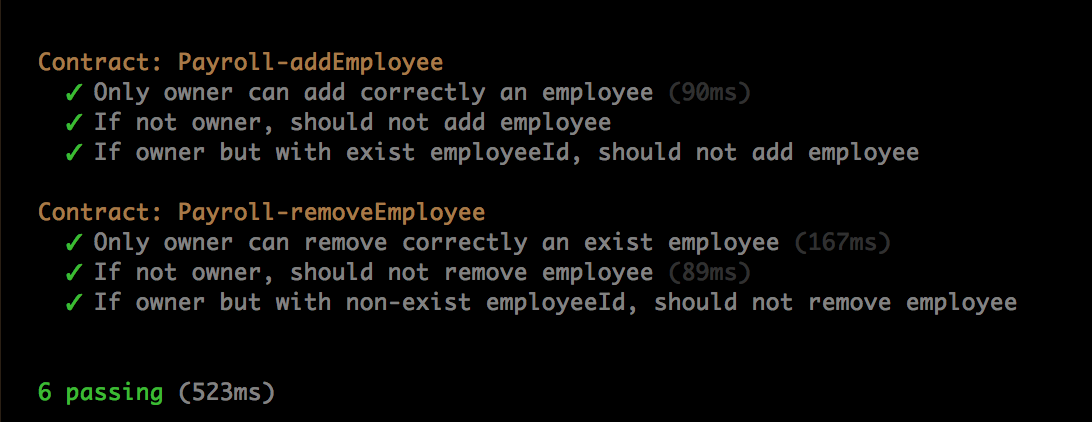 Contract: Payroll-addEmployee
✓ Only owner can add correctly an employee (90ms)
✓ If not owner, should not add employee
✓ If owner but with exist employeeId, should not add employee
Contract: Payroll-removeEmployee
✓ Only owner can remove correctly an exist employee (167ms)
✓ If not owner, should not remove employee (89ms)
✓ If owner but with non-exist employeeId, should not remove employee
6 passing (523ms)